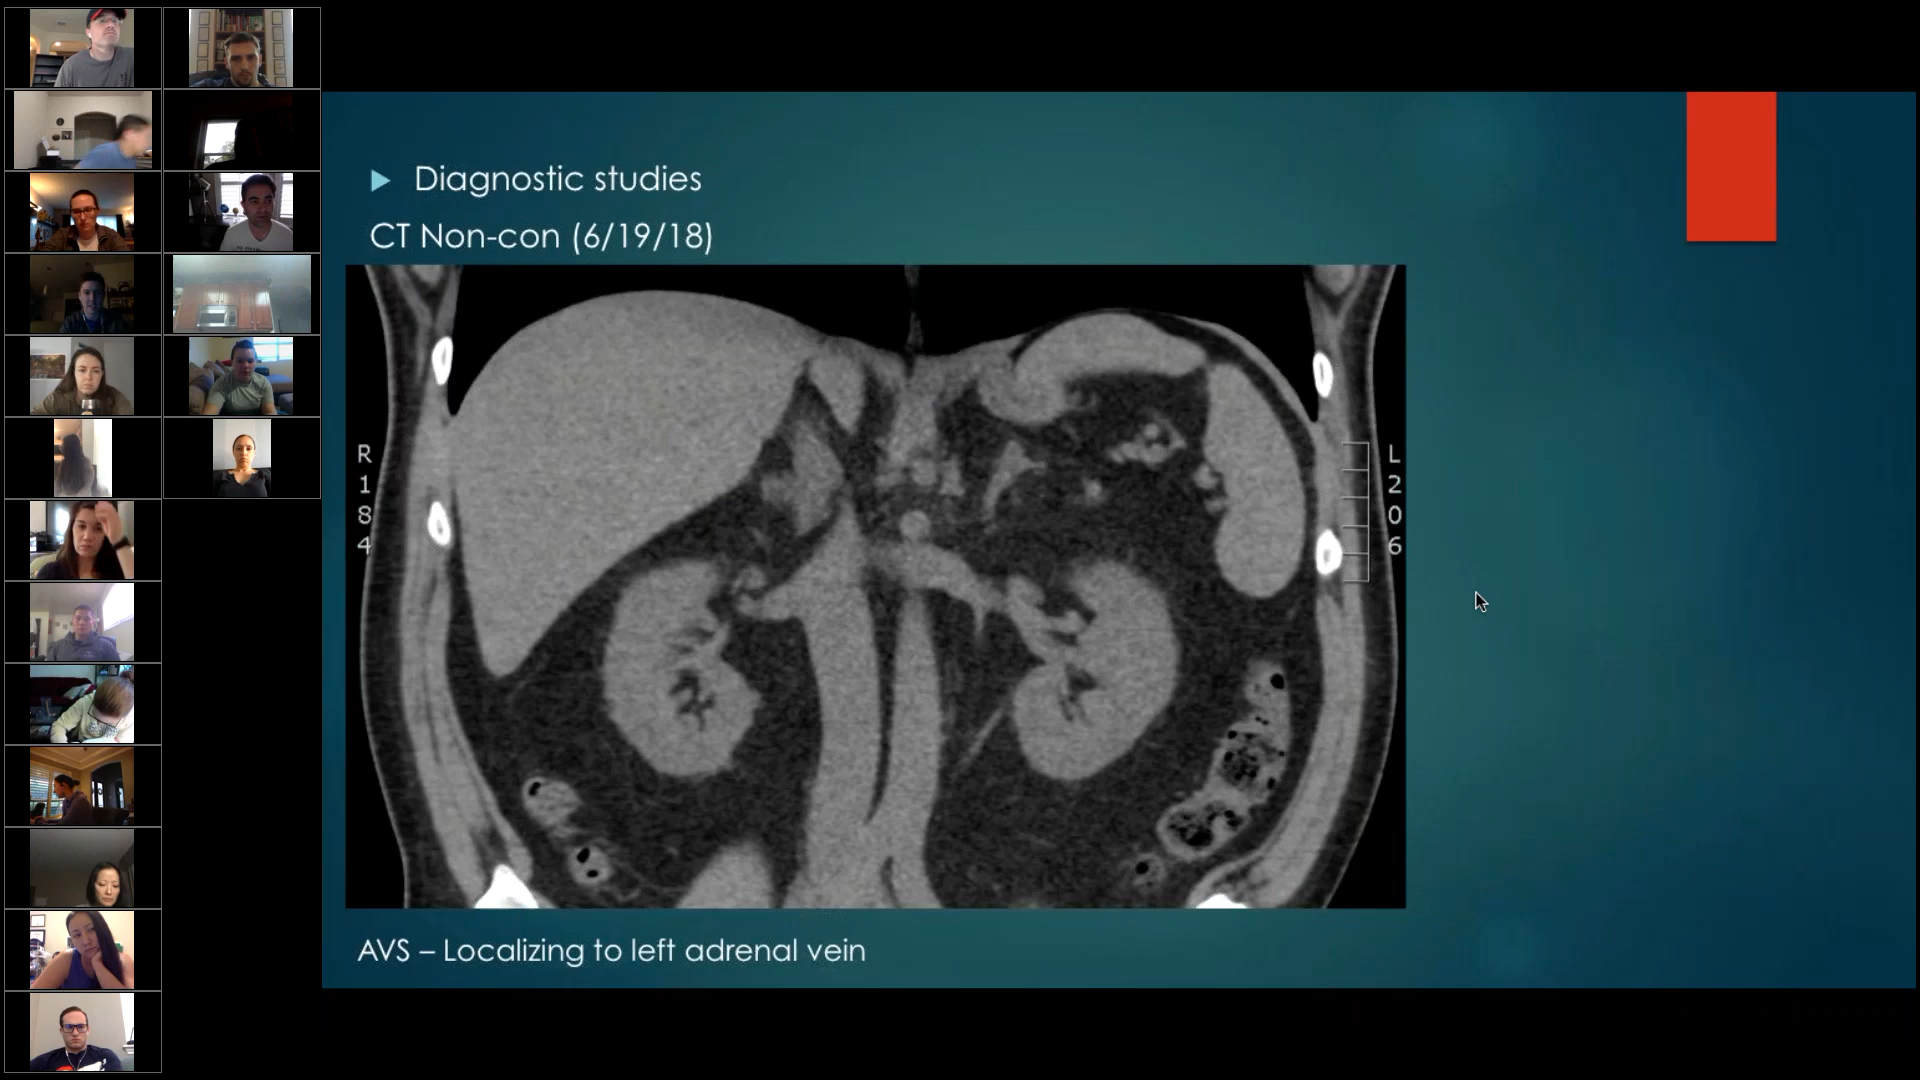 Diagnostic studies
CT Non-con (6/19/18)
R
1
8
4
L
2
0
6
AVS – Localizing to left adrenal vein